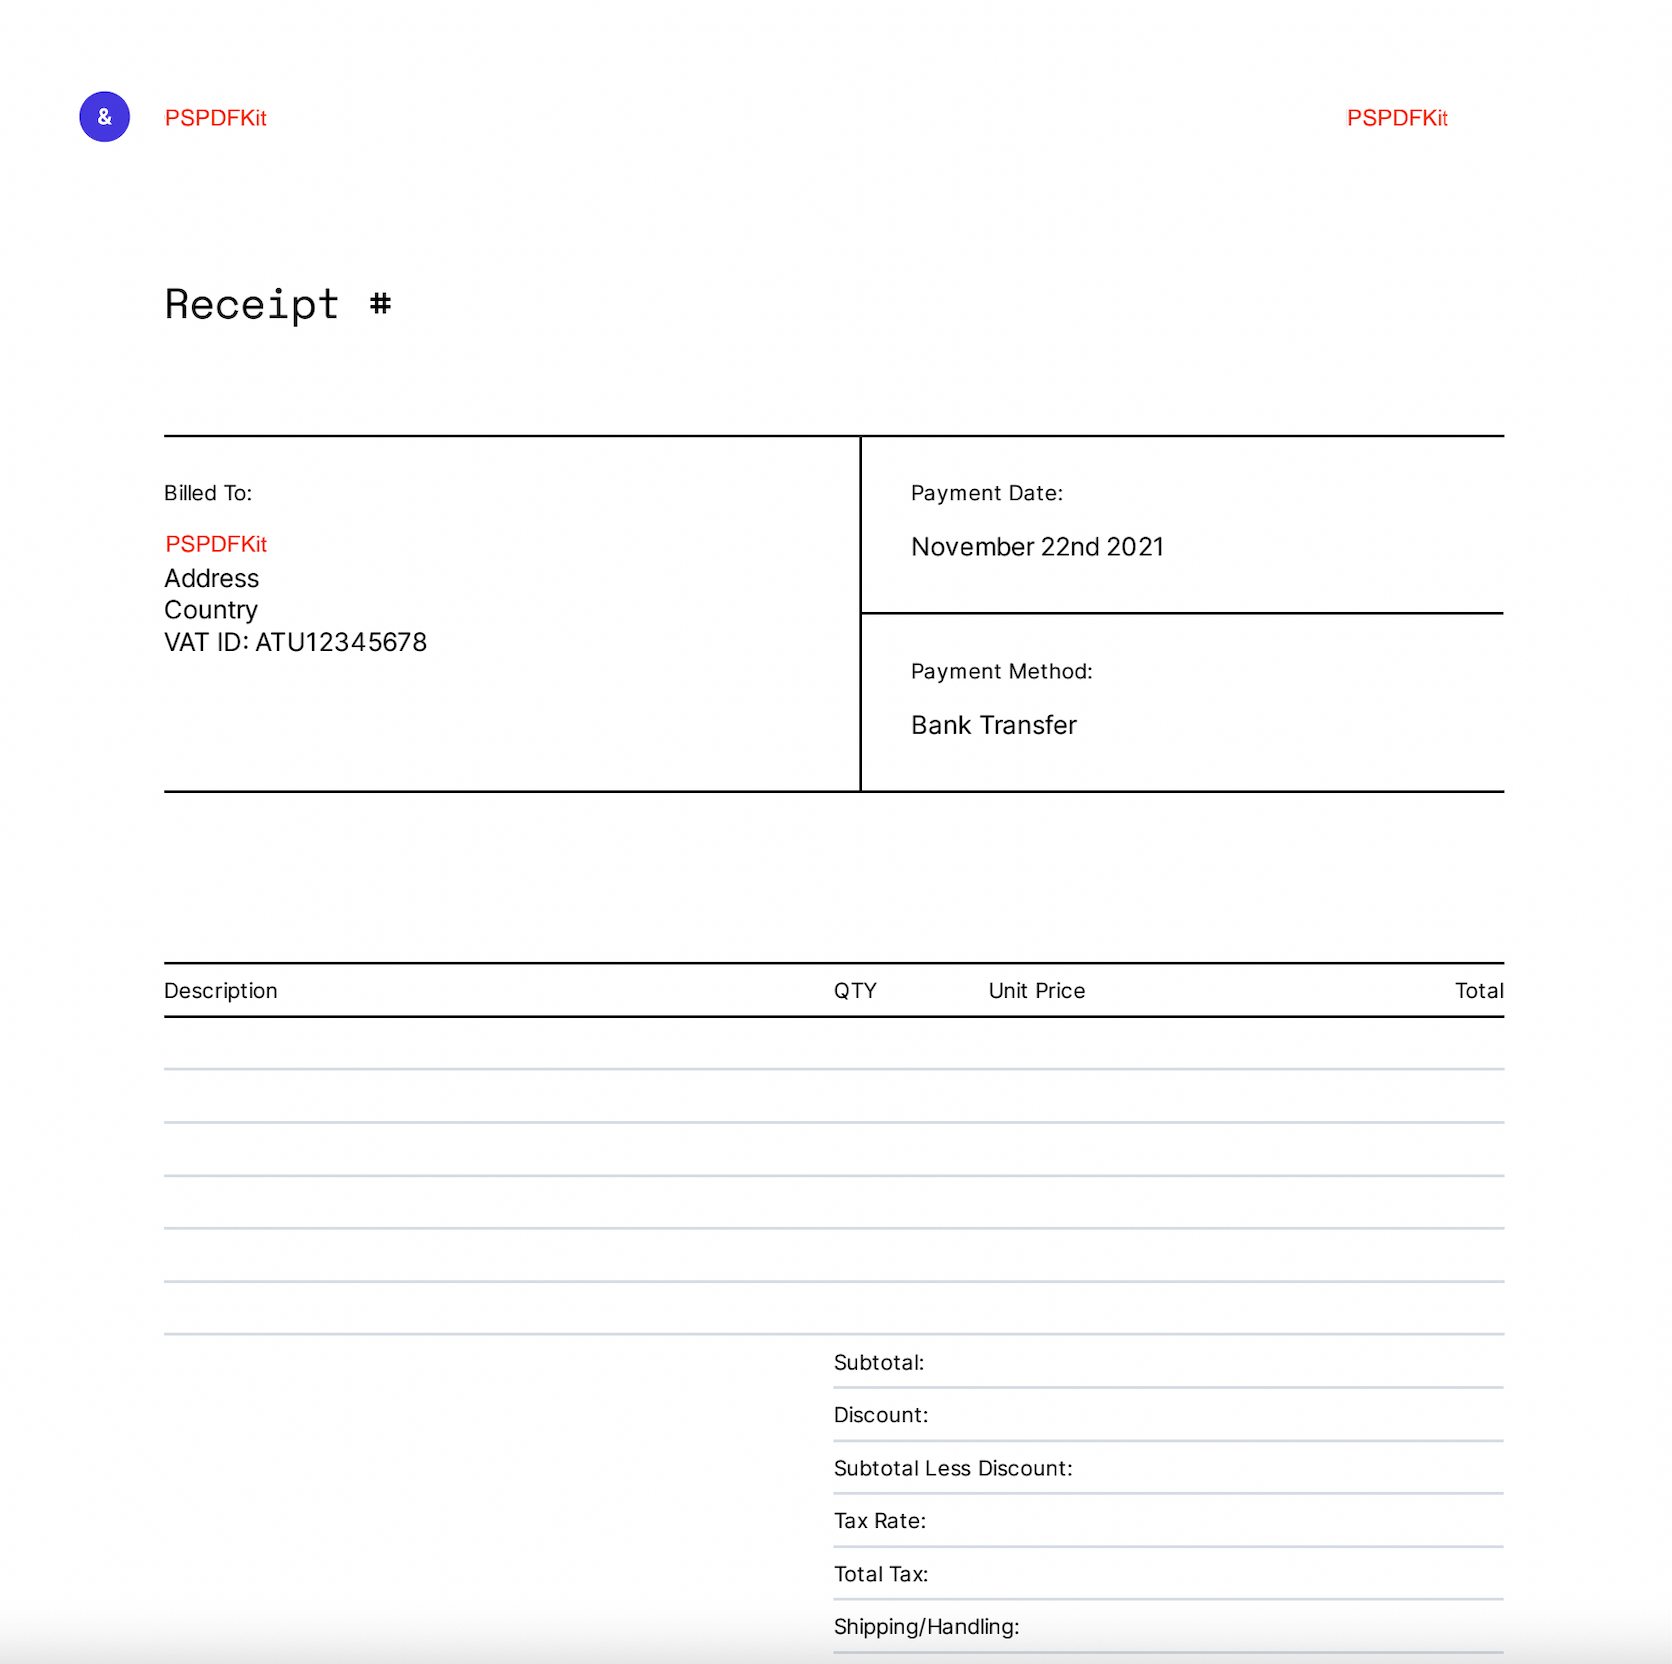 & PSPDFKit PSPDFKit
Receipt #
Billed To:
PSPDFKit
Address
Country
VAT ID: ATU12345678
Payment Date:
November 22nd 2021
Payment Method:
Bank Transfer
Description QTY Unit Price Total
Subtotal:
Discount:
Subtotal Less Discount:
Tax Rate:
Total Tax:
Shipping/Handling: